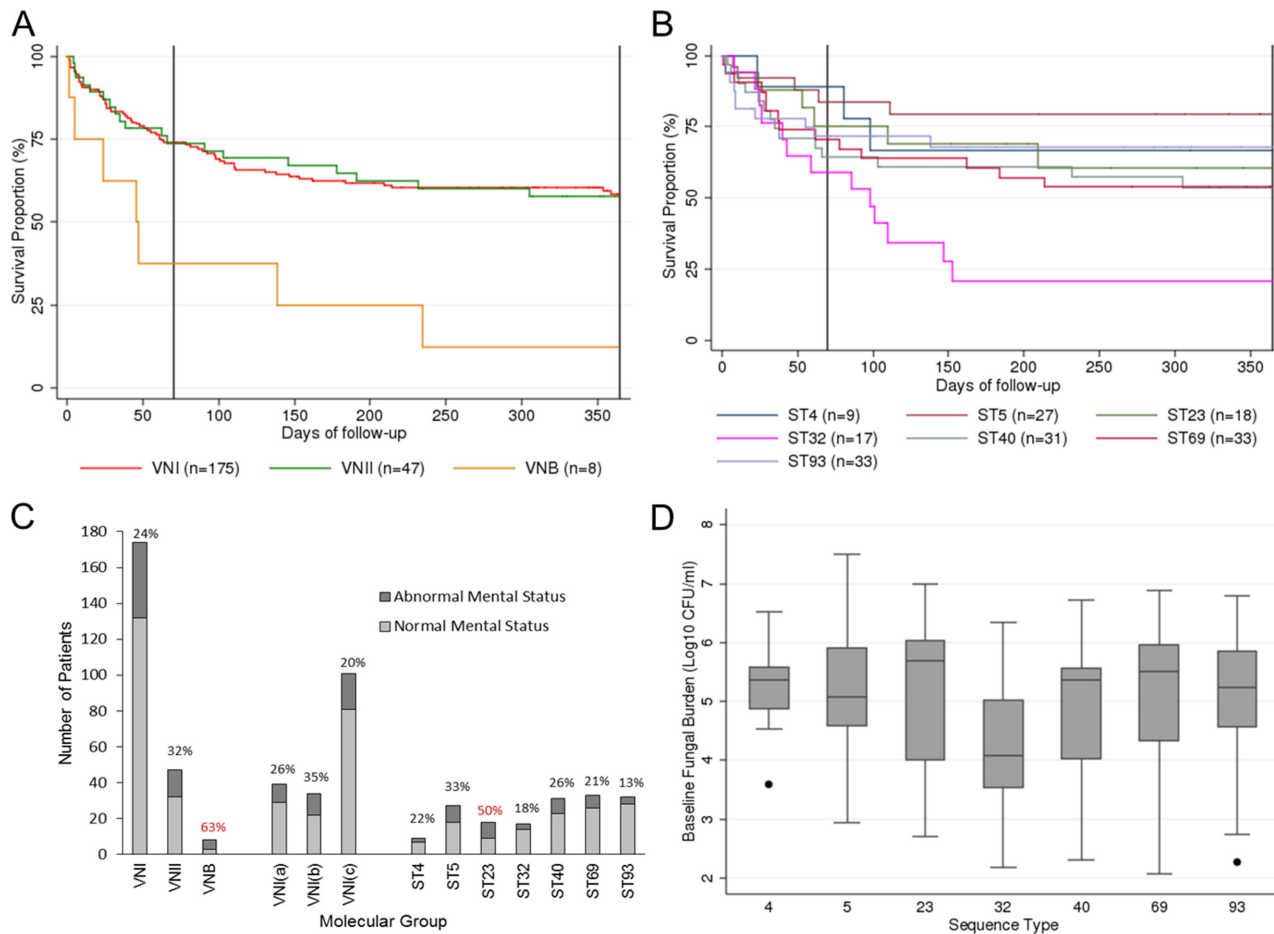 A
Survival Proportion (%)
100
75
50
25
0
0 50 100 150 200 250 300 350
Days of follow-up
VNI (n=175) VNII (n=47) VNB (n=8)
B
Survival Proportion (%)
100
75
50
25
0
0 50 100 150 200 250 300 350
Days of follow-up
ST4 (n=9) ST5 (n=27) ST23 (n=18)
ST32 (n=17) ST40 (n=31) ST69 (n=33)
ST93 (n=33)
C
Number of Patients
180
160
140
120
100
80
60
40
20
0
24%
32%
63%
26%
35%
20%
22%
33%
50%
18%
26%
21%
13%
Abnormal Mental Status
Normal Mental Status
VNI VNII VNB VNI(a) VNI(b) VNI(c) ST4 ST5 ST23 ST32 ST40 ST69 ST93
Molecular Group
D
Baseline Fungal Burden (Log10 CFU/ml)
8
7
6
5
4
3
2
4 5 23 32 40 69 93
Sequence Type